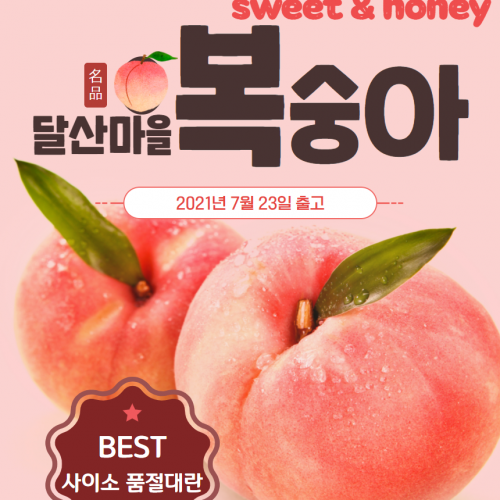 sweet & honey
名品
달산마을
복숭아
2021년 7월 23일 출고
BEST
사이소 품절대란